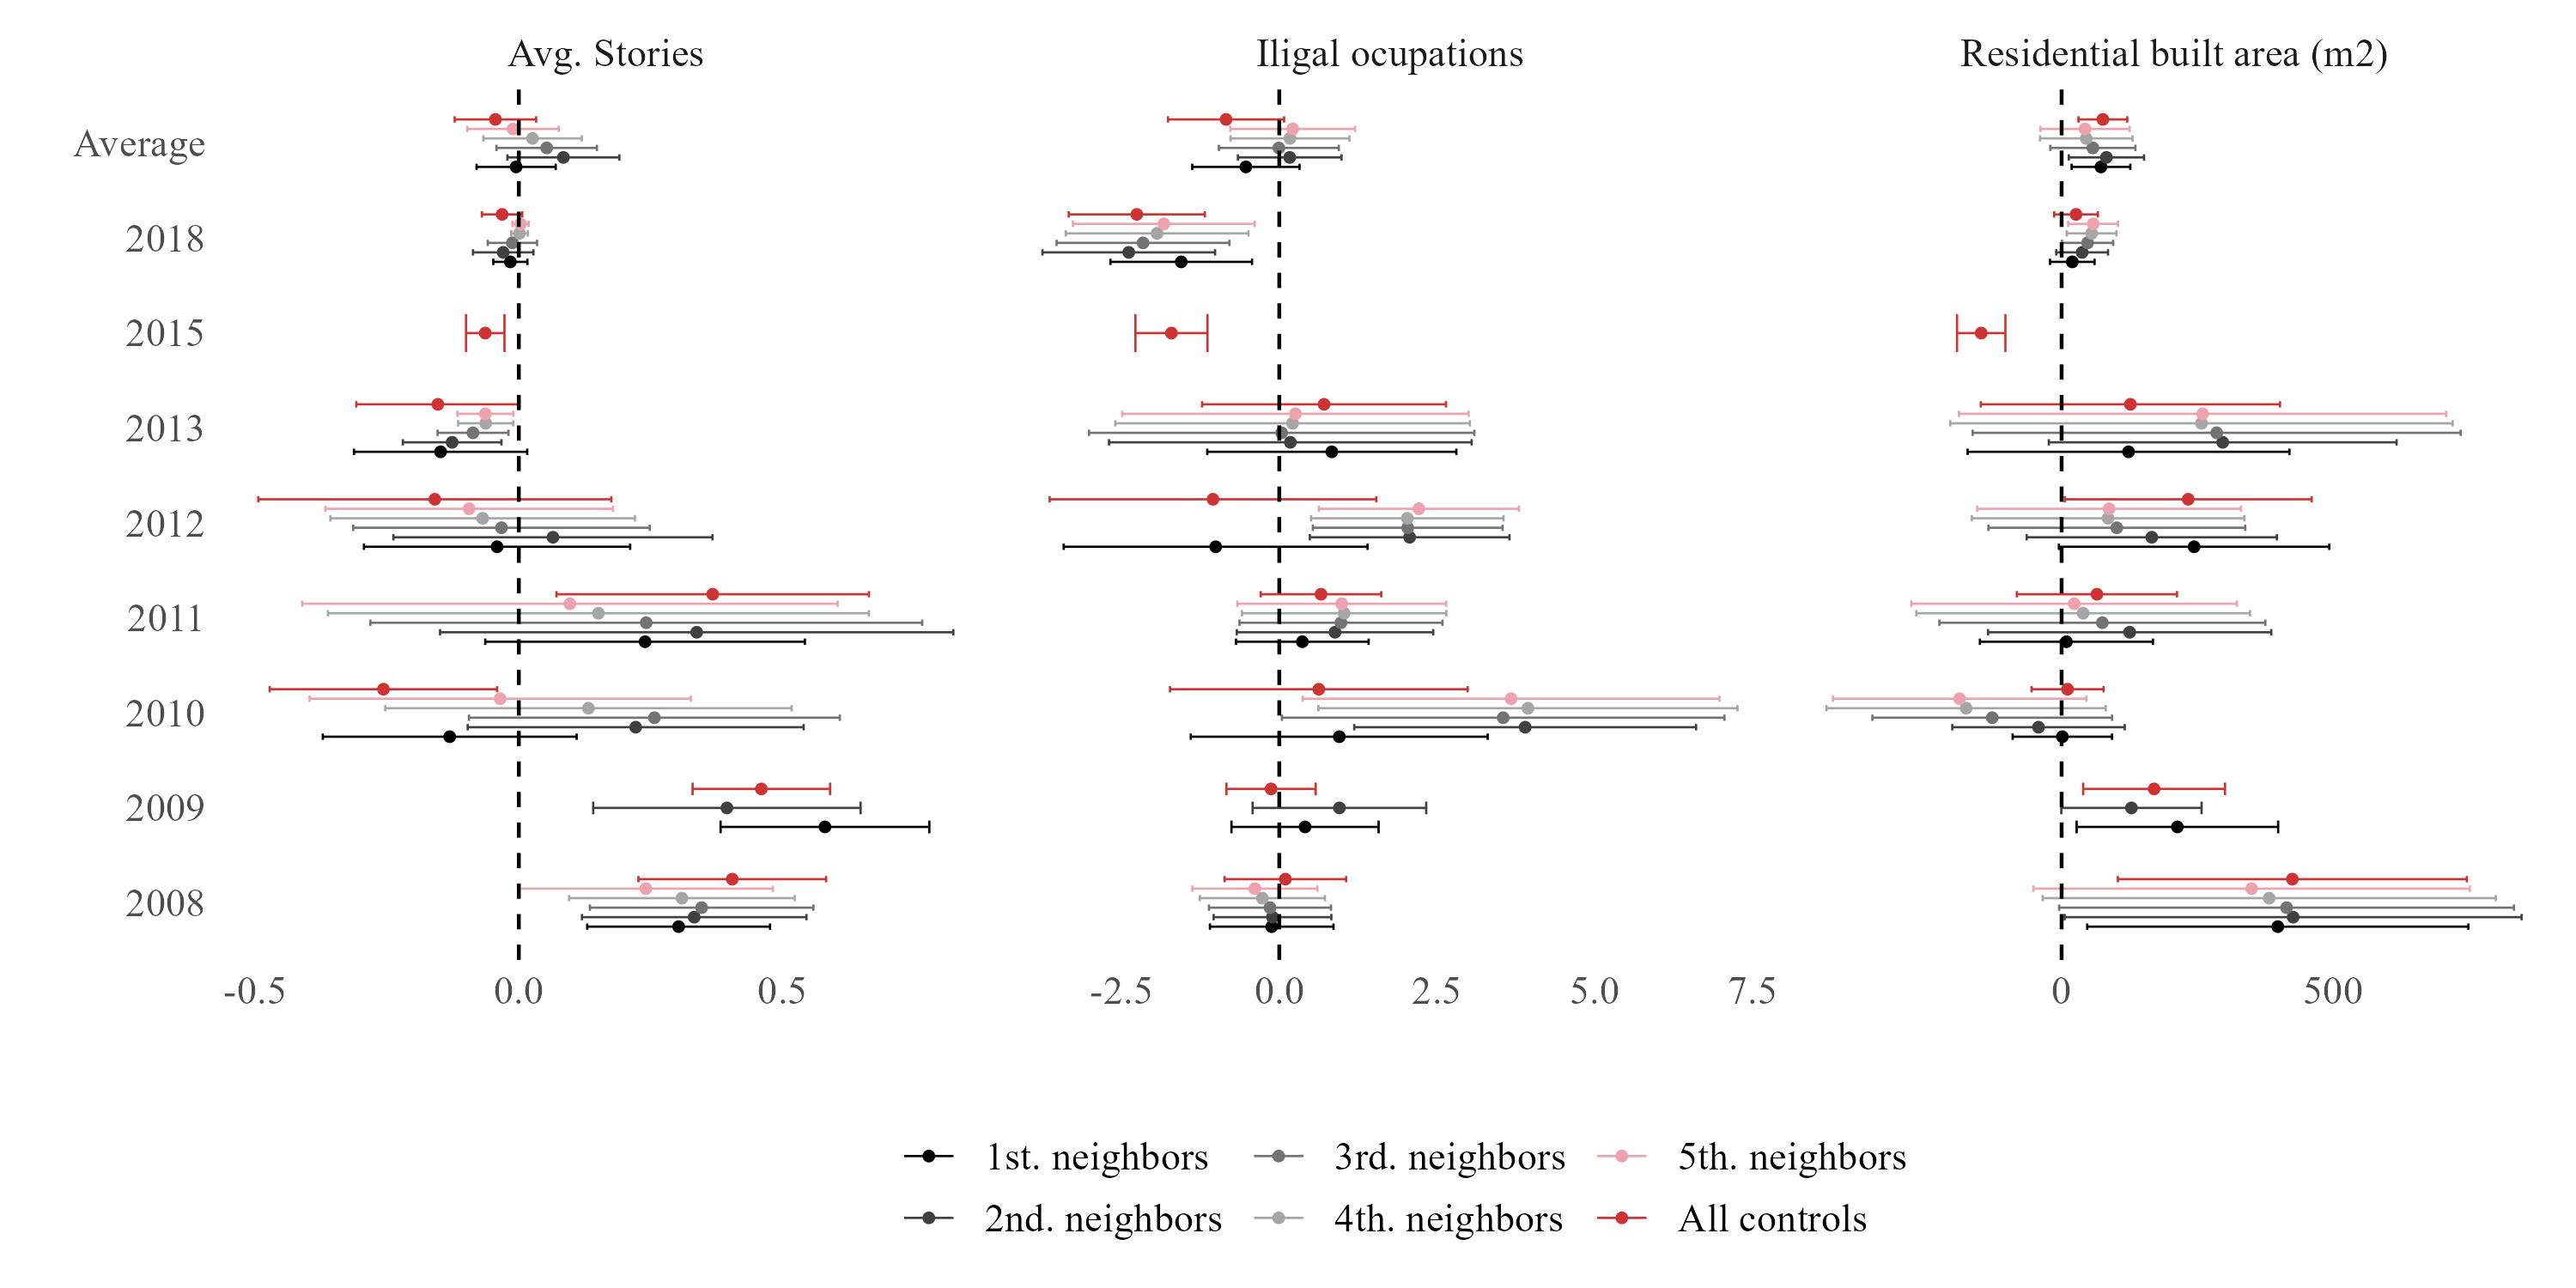 Avg. Stories
Iligal ocupations
Residential built area (m2)
Average
2018
2015
2013
2012
2011
2010
2009
2008
-0.5 0.0 0.5
-2.5 0.0 2.5 5.0 7.5
0 500
1st. neighbors 3rd. neighbors 5th. neighbors
2nd. neighbors 4th. neighbors All controls